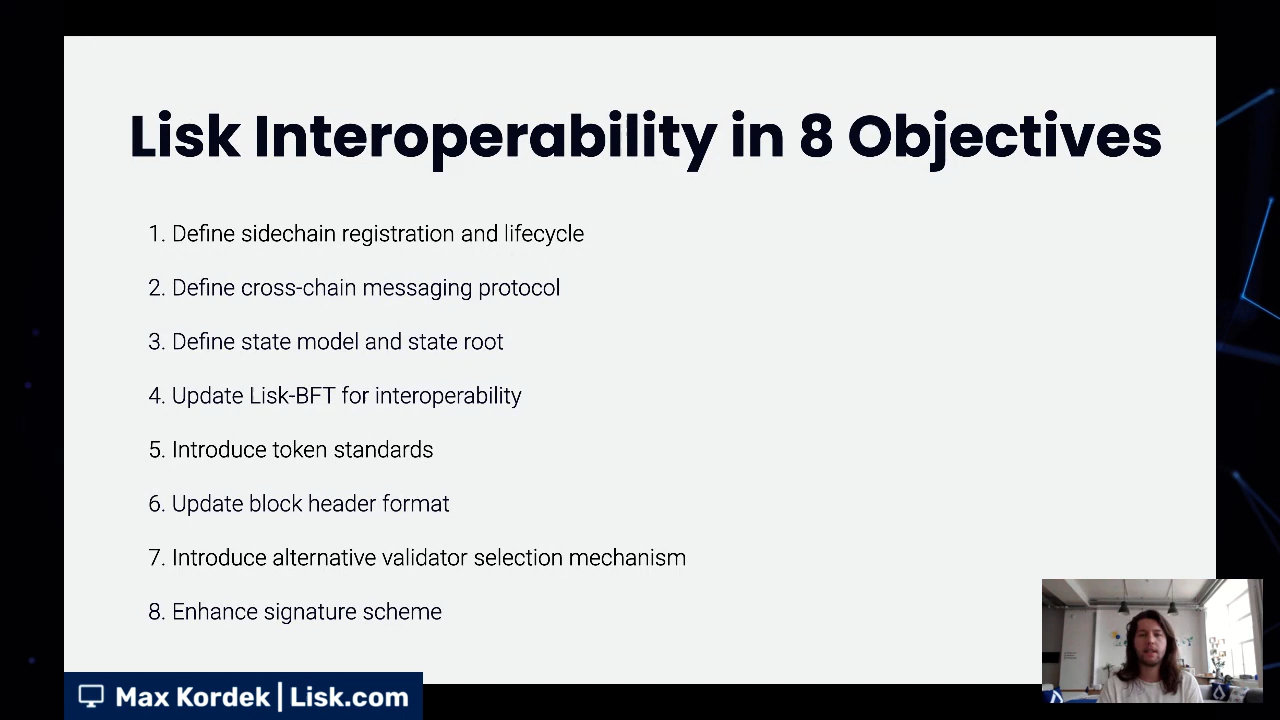 Lisk Interoperability in 8 Objectives
1. Define sidechain registration and lifecycle
2. Define cross-chain messaging protocol
3. Define state model and state root
4. Update Lisk-BFT for interoperability
5. Introduce token standards
6. Update block header format
7. Introduce alternative validator selection mechanism
8. Enhance signature scheme
Max Kordek | Lisk.com